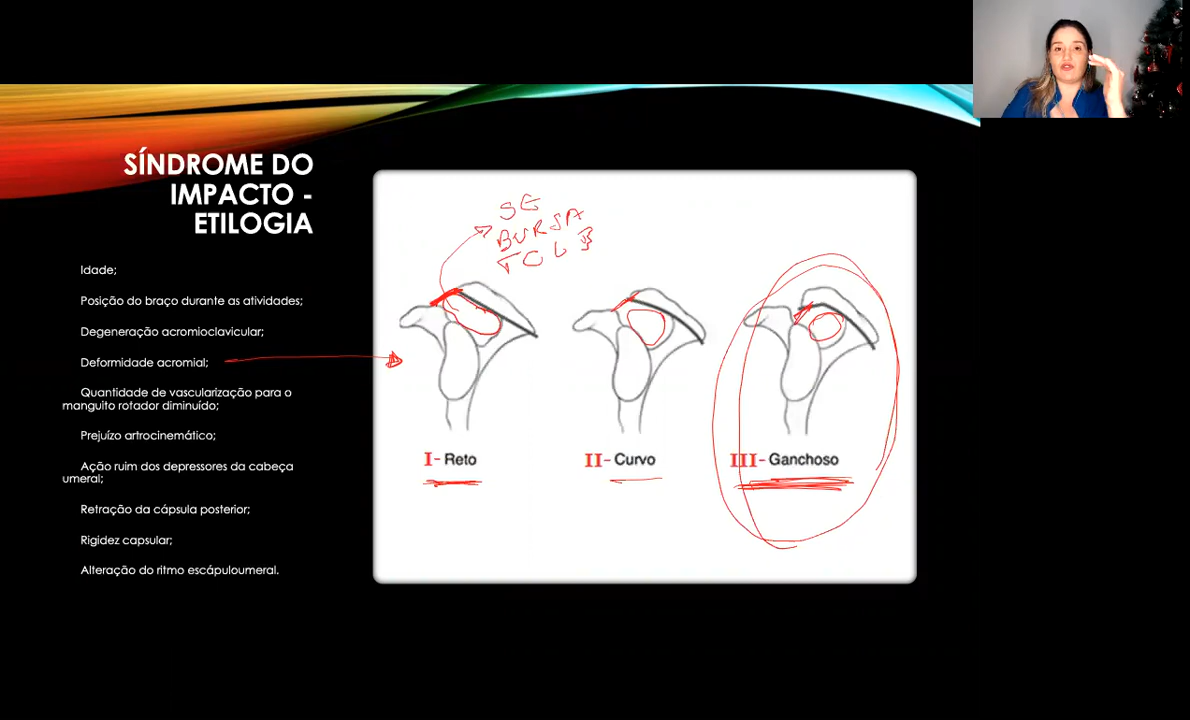 SÍNDROME DO
IMPACTO -
ETILOGIA
Idade;
Posição do braço durante as atividades;
Degeneração acromioclavicular;
Deformidade acromial;
Quantidade de vascularização para o
manguito rotador diminuído;
Prejuízo artrocinemático;
Ação ruim dos depressores da cabeça
umeral;
Retração da cápsula posterior;
Rigidez capsular;
Alteração do ritmo escápuloumeral.
SE
BURSA
TCLB
I- Reto
II- Curvo
III- Ganchoso